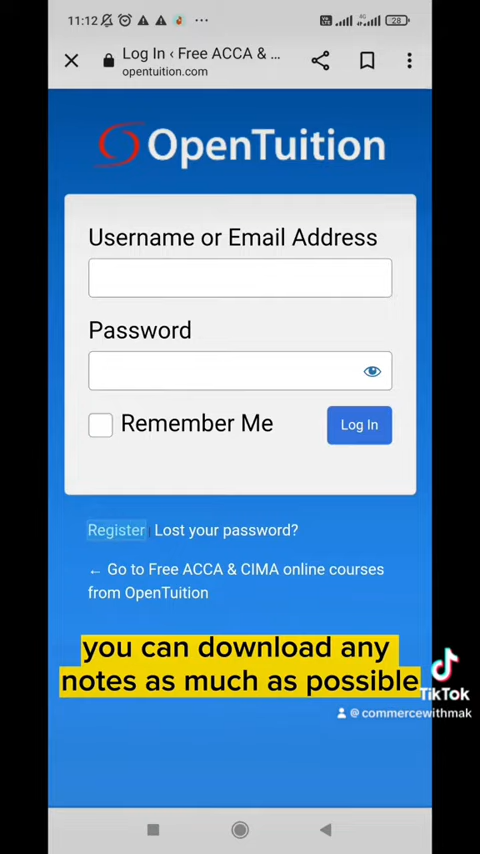 11:12
4G
28
Log In ‹ Free ACCA & ...
opentuition.com
OpenTuition
Username or Email Address
Password
Remember Me
Log In
Register | Lost your password?
← Go to Free ACCA & CIMA online courses
from OpenTuition
you can download any
notes as much as possible
TikTok
@commercewithmak